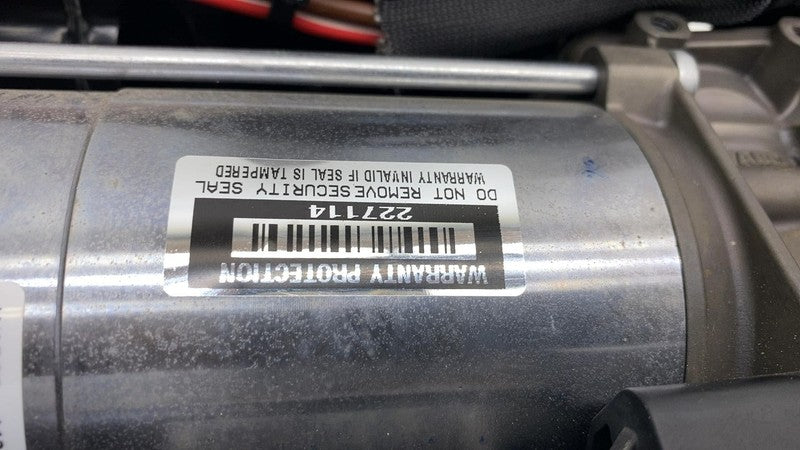 WARRANTY PROTECTION
227114
DO NOT REMOVE SECURITY SEAL
WARRANTY INVALID IF SEAL IS TAMPERED